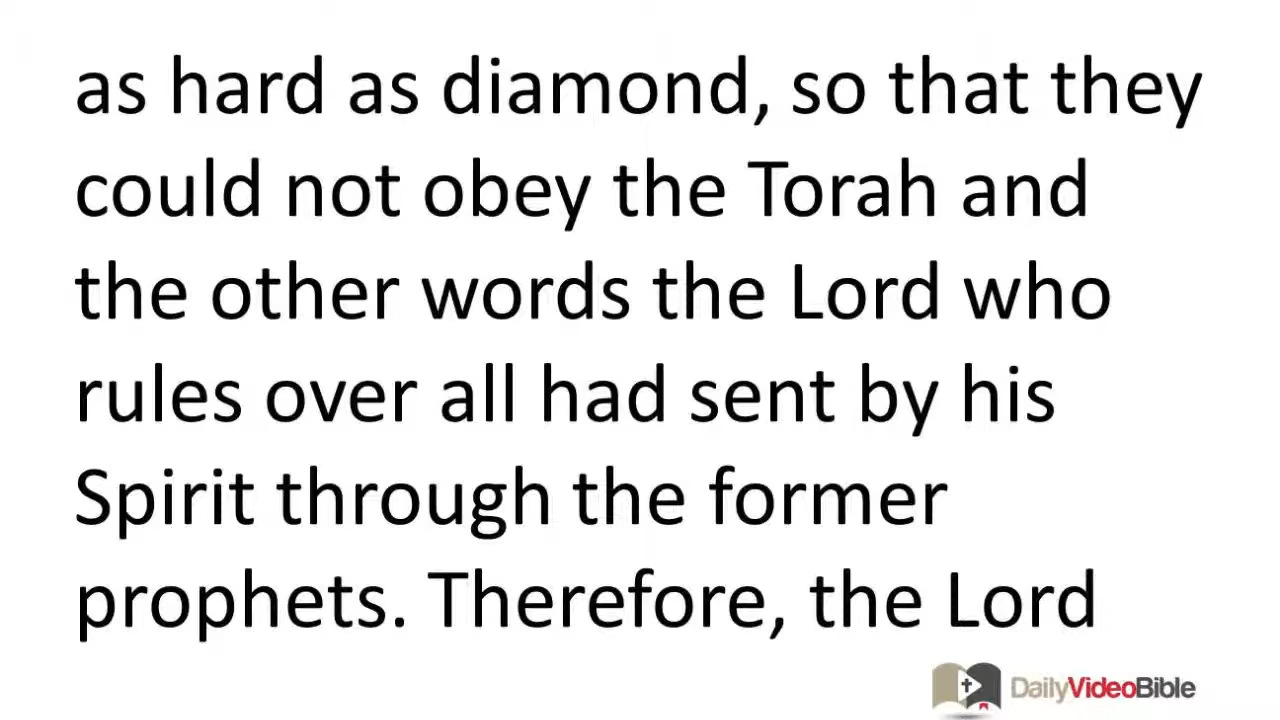 as hard as diamond, so that they
could not obey the Torah and
the other words the Lord who
rules over all had sent by his
Spirit through the former
prophets. Therefore, the Lord
DailyVideoBible